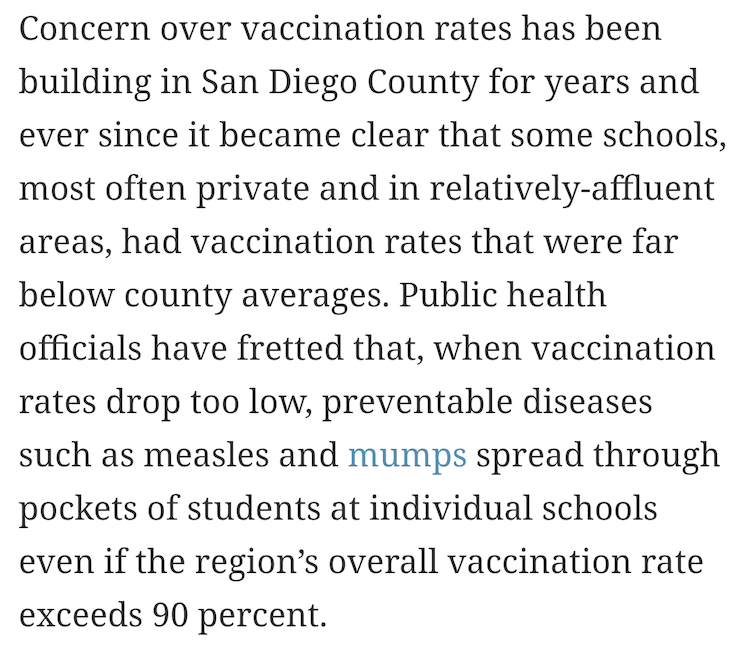 Concern over vaccination rates has been
building in San Diego County for years and
ever since it became clear that some schools,
most often private and in relatively-affluent
areas, had vaccination rates that were far
below county averages. Public health
officials have fretted that, when vaccination
rates drop too low, preventable diseases
such as measles and mumps spread through
pockets of students at individual schools
even if the region’s overall vaccination rate
exceeds 90 percent.